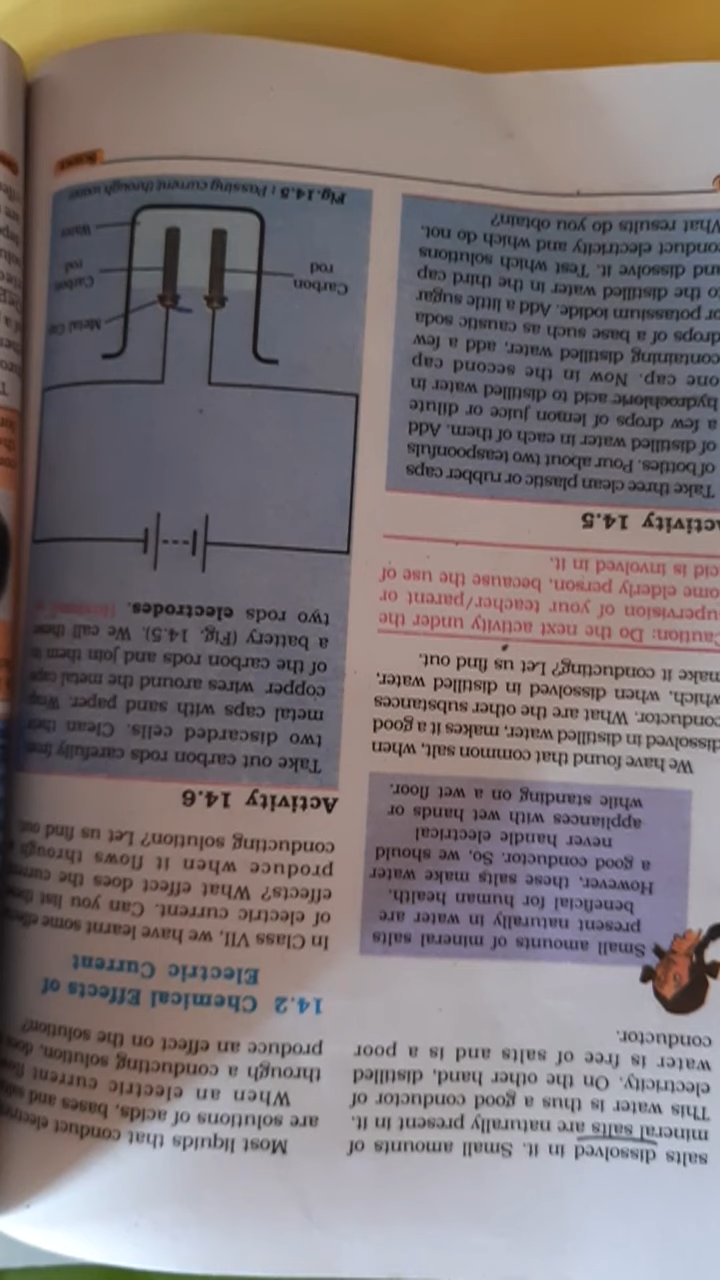 salts dissolved in it. Small amounts of
mineral salts are naturally present in it.
This water is thus a good conductor of
electricity. On the other hand, distilled
water is free of salts and is a poor
conductor.
Small amounts of mineral salts
present naturally in water are
beneficial for human health.
However, these salts make water
a good conductor. So, we should
never handle electrical
appliances with wet hands or
while standing on a wet floor.
We have found that common salt, when
dissolved in distilled water, makes it a good
conductor. What are the other substances
which, when dissolved in distilled water,
make it conducting? Let us find out.
Caution: Do the next activity under the
supervision of your teacher/parent or
some elderly person, because the use of
acid is involved in it.
Activity 14.5
Take three clean plastic or rubber caps
of bottles. Pour about two teaspoonfuls
of distilled water in each of them. Add
a few drops of lemon juice or dilute
hydrochloric acid to distilled water in
one cap. Now in the second cap
containing distilled water, add a few
drops of a base such as caustic soda
or potassium iodide. Add a little sugar
to the distilled water in the third cap
and dissolve it. Test which solutions
conduct electricity and which do not.
What results do you obtain?
Most liquids that conduct
are solutions of acids, bases and
When an electric current
through a conducting solution,
produce an effect on the solution?
14.2 Chemical Effects of
Electric Current
In Class VII, we have learnt some
of electric current. Can you list
effects? What effect does the
produce when it flows through
conducting solution? Let us find out.
Activity 14.6
Take out carbon rods carefully from
two discarded cells. Clean their
metal caps with sand paper. Wrap
copper wires around the metal caps
of the carbon rods and join them to
a battery (Fig. 14.5). We call these
two rods electrodes.
Metal Cap
Carbon
rod
Carbon
rod
Water
Fig.14.5 : Passing current through water
Science